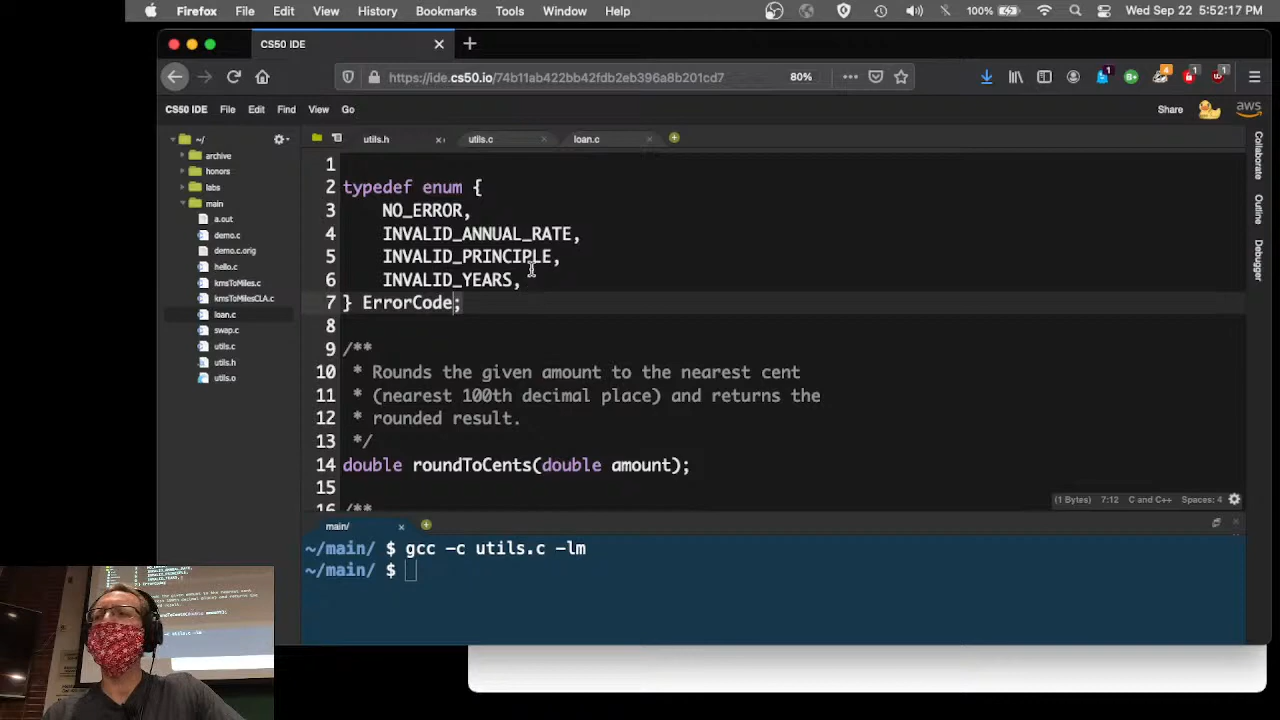 Firefox File Edit View History Bookmarks Tools Window Help 100% Wed Sep 22 5:52:17 PM
CS50 IDE
https://ide.cs50.io/74b11ab422bb42fdb2eb396a8b201cd7 80%
CS50 IDE File Edit Find View Go Share aws
~/
archive
honors
labs
main
a.out
demo.c
demo.c.orig
hello.c
kmsToMiles.c
kmsToMilesCLA.c
loan.c
swap.c
utils.c
utils.h
utils.o
utils.h utils.c loan.c
1
2 typedef enum {
3 NO_ERROR,
4 INVALID_ANNUAL_RATE,
5 INVALID_PRINCIPLE,
6 INVALID_YEARS,
7 } ErrorCode;
8
9 /**
10 * Rounds the given amount to the nearest cent
11 * (nearest 100th decimal place) and returns the
12 * rounded result.
13 */
14 double roundToCents(double amount);
15
16 /**
(1 Bytes) 7:12 C and C++ Spaces: 4
Collaborate
Outline
Debugger
main/
~/main/ $ gcc -c utils.c -lm
~/main/ $